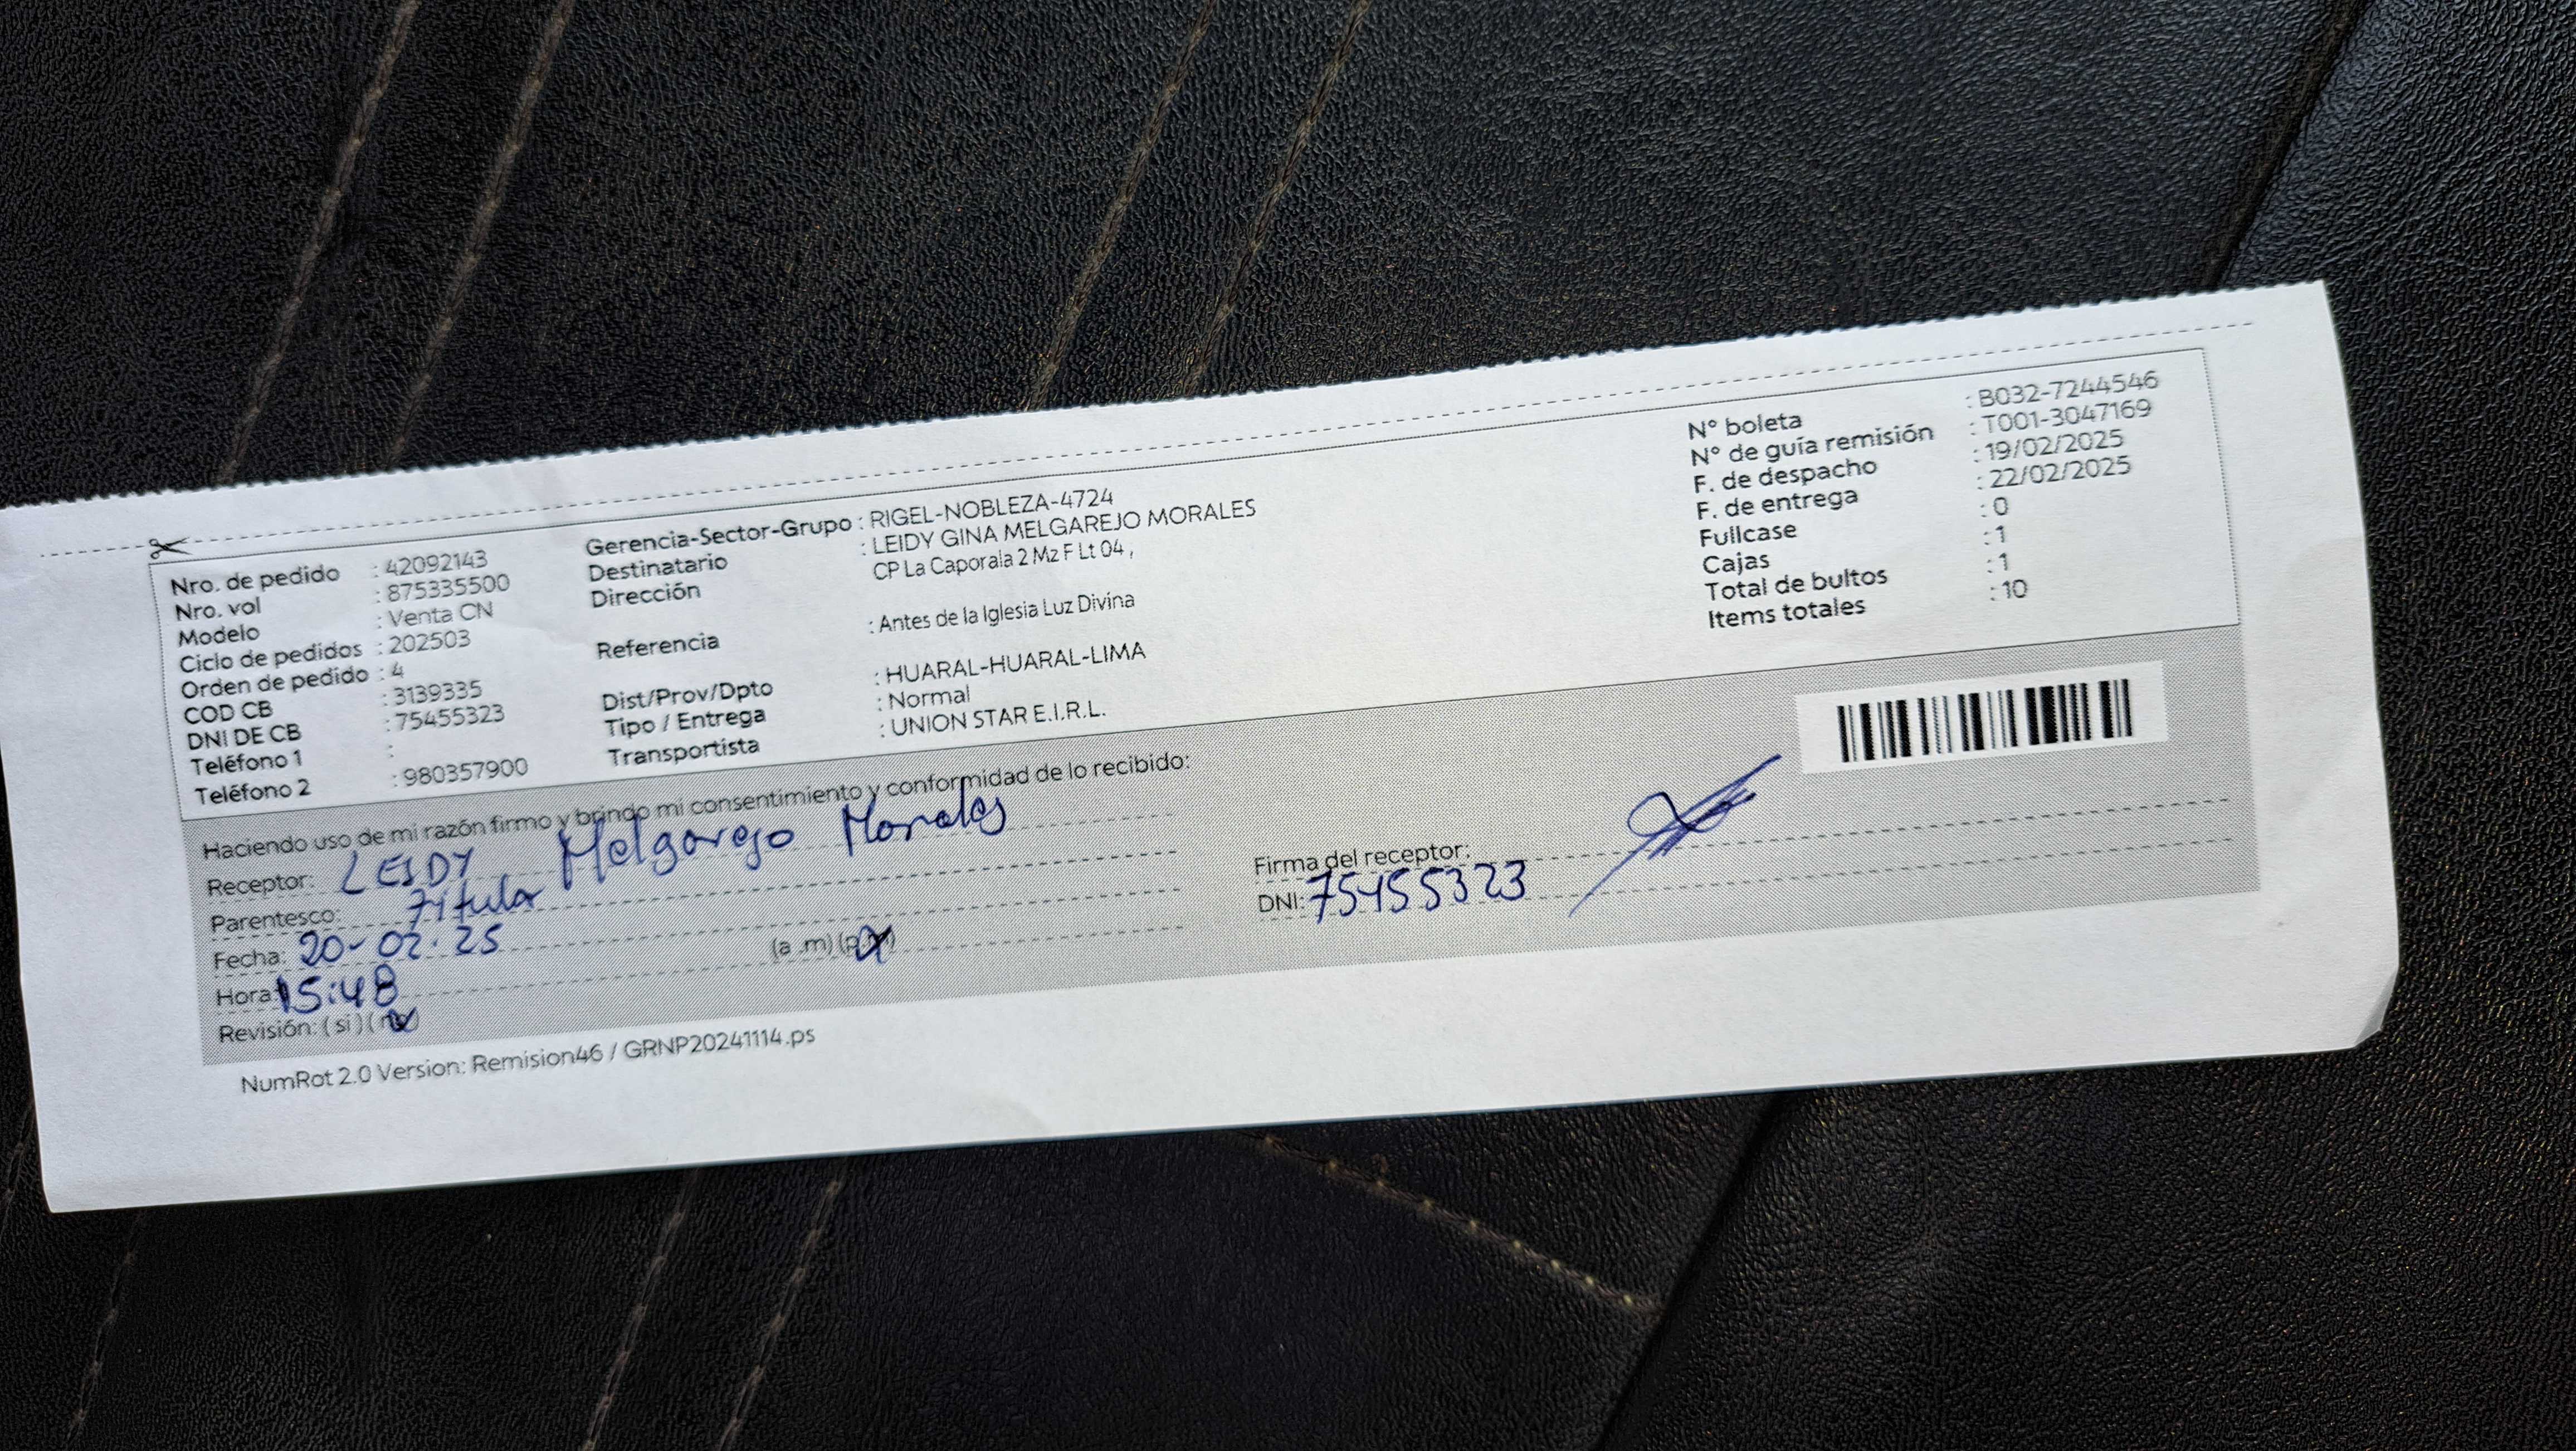 Nro. de pedido : 42092143
Nro. vol : 875335500
Modelo : Venta CN
Ciclo de pedidos : 202503
Orden de pedido : 4
COD CB : 3139335
DNI DE CB : 75455323
Teléfono 1 :
Teléfono 2 : 980357900
Gerencia-Sector-Grupo : RIGEL-NOBLEZA-4724
Destinatario : LEIDY GINA MELGAREJO MORALES
Dirección CP La Caporala 2 Mz F Lt 04 ,
Referencia : Antes de la Iglesia Luz Divina
Dist/Prov/Dpto : HUARAL-HUARAL-LIMA
Tipo / Entrega : Normal
Transportista : UNION STAR E.I.R.L.
N° boleta : B032-7244546
N° de guía remisión : T001-3047169
F. de despacho : 19/02/2025
F. de entrega : 22/02/2025
Fullcase : 0
Cajas : 1
Total de bultos : 1
Items totales : 10
Haciendo uso de mi razón firmo y brindo mi consentimiento y conformidad de lo recibido:
Receptor: LEIDY Melgarejo Morales
Parentesco: Titular
Fecha: 20-02-25
Hora: 15:48 (a .m) (p.m)
Revisión: ( si ) ( no )
Firma del receptor:
DNI: 75455323
NumRot 2.0 Version: Remision46 / GRNP20241114.ps